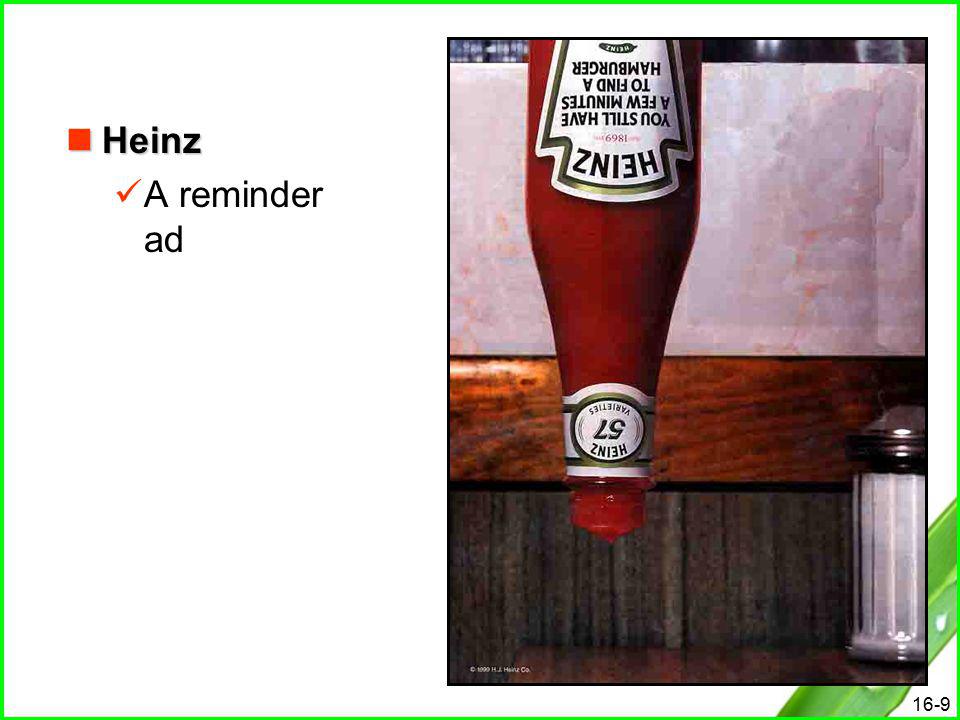 Heinz
A reminder
ad
HEINZ
1869
YOU STILL HAVE
A FEW MINUTES
TO FIND A
HAMBURGER
HEINZ
HEINZ
57
VARIETIES
© 1999 H.J. Heinz Co.
16-9